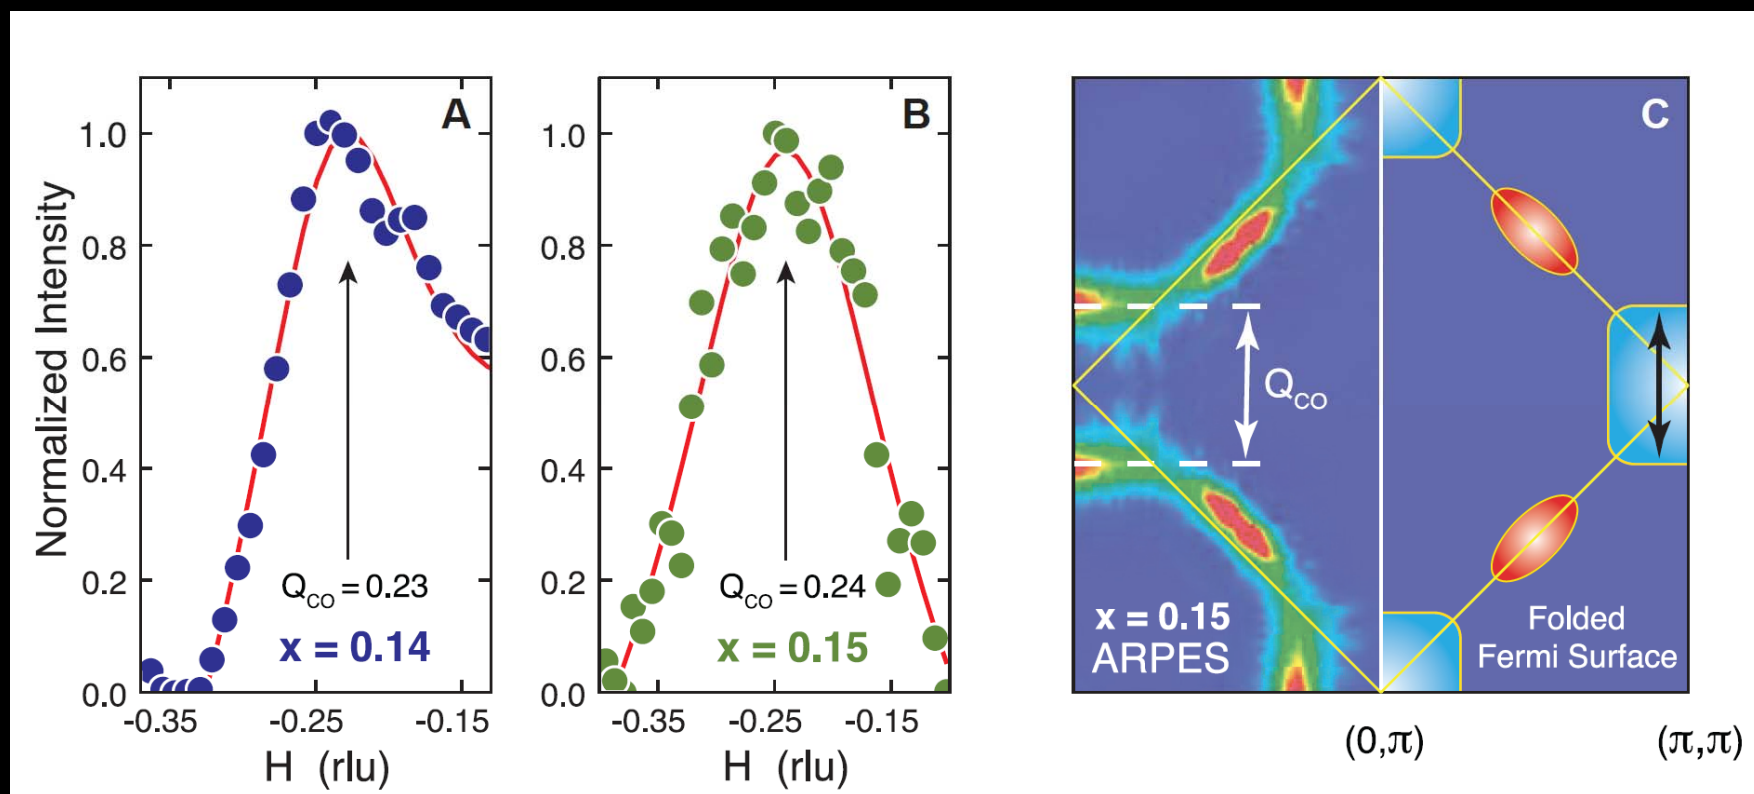 A
Normalized Intensity
1.0
0.8
0.6
0.4
0.2
0.0
Q_CO = 0.23
x = 0.14
-0.35 -0.25 -0.15
H (rlu)
B
1.0
0.8
0.6
0.4
0.2
0.0
Q_CO = 0.24
x = 0.15
-0.35 -0.25 -0.15
H (rlu)
C
Q_CO
x = 0.15
ARPES
Folded
Fermi Surface
(0,π) (π,π)